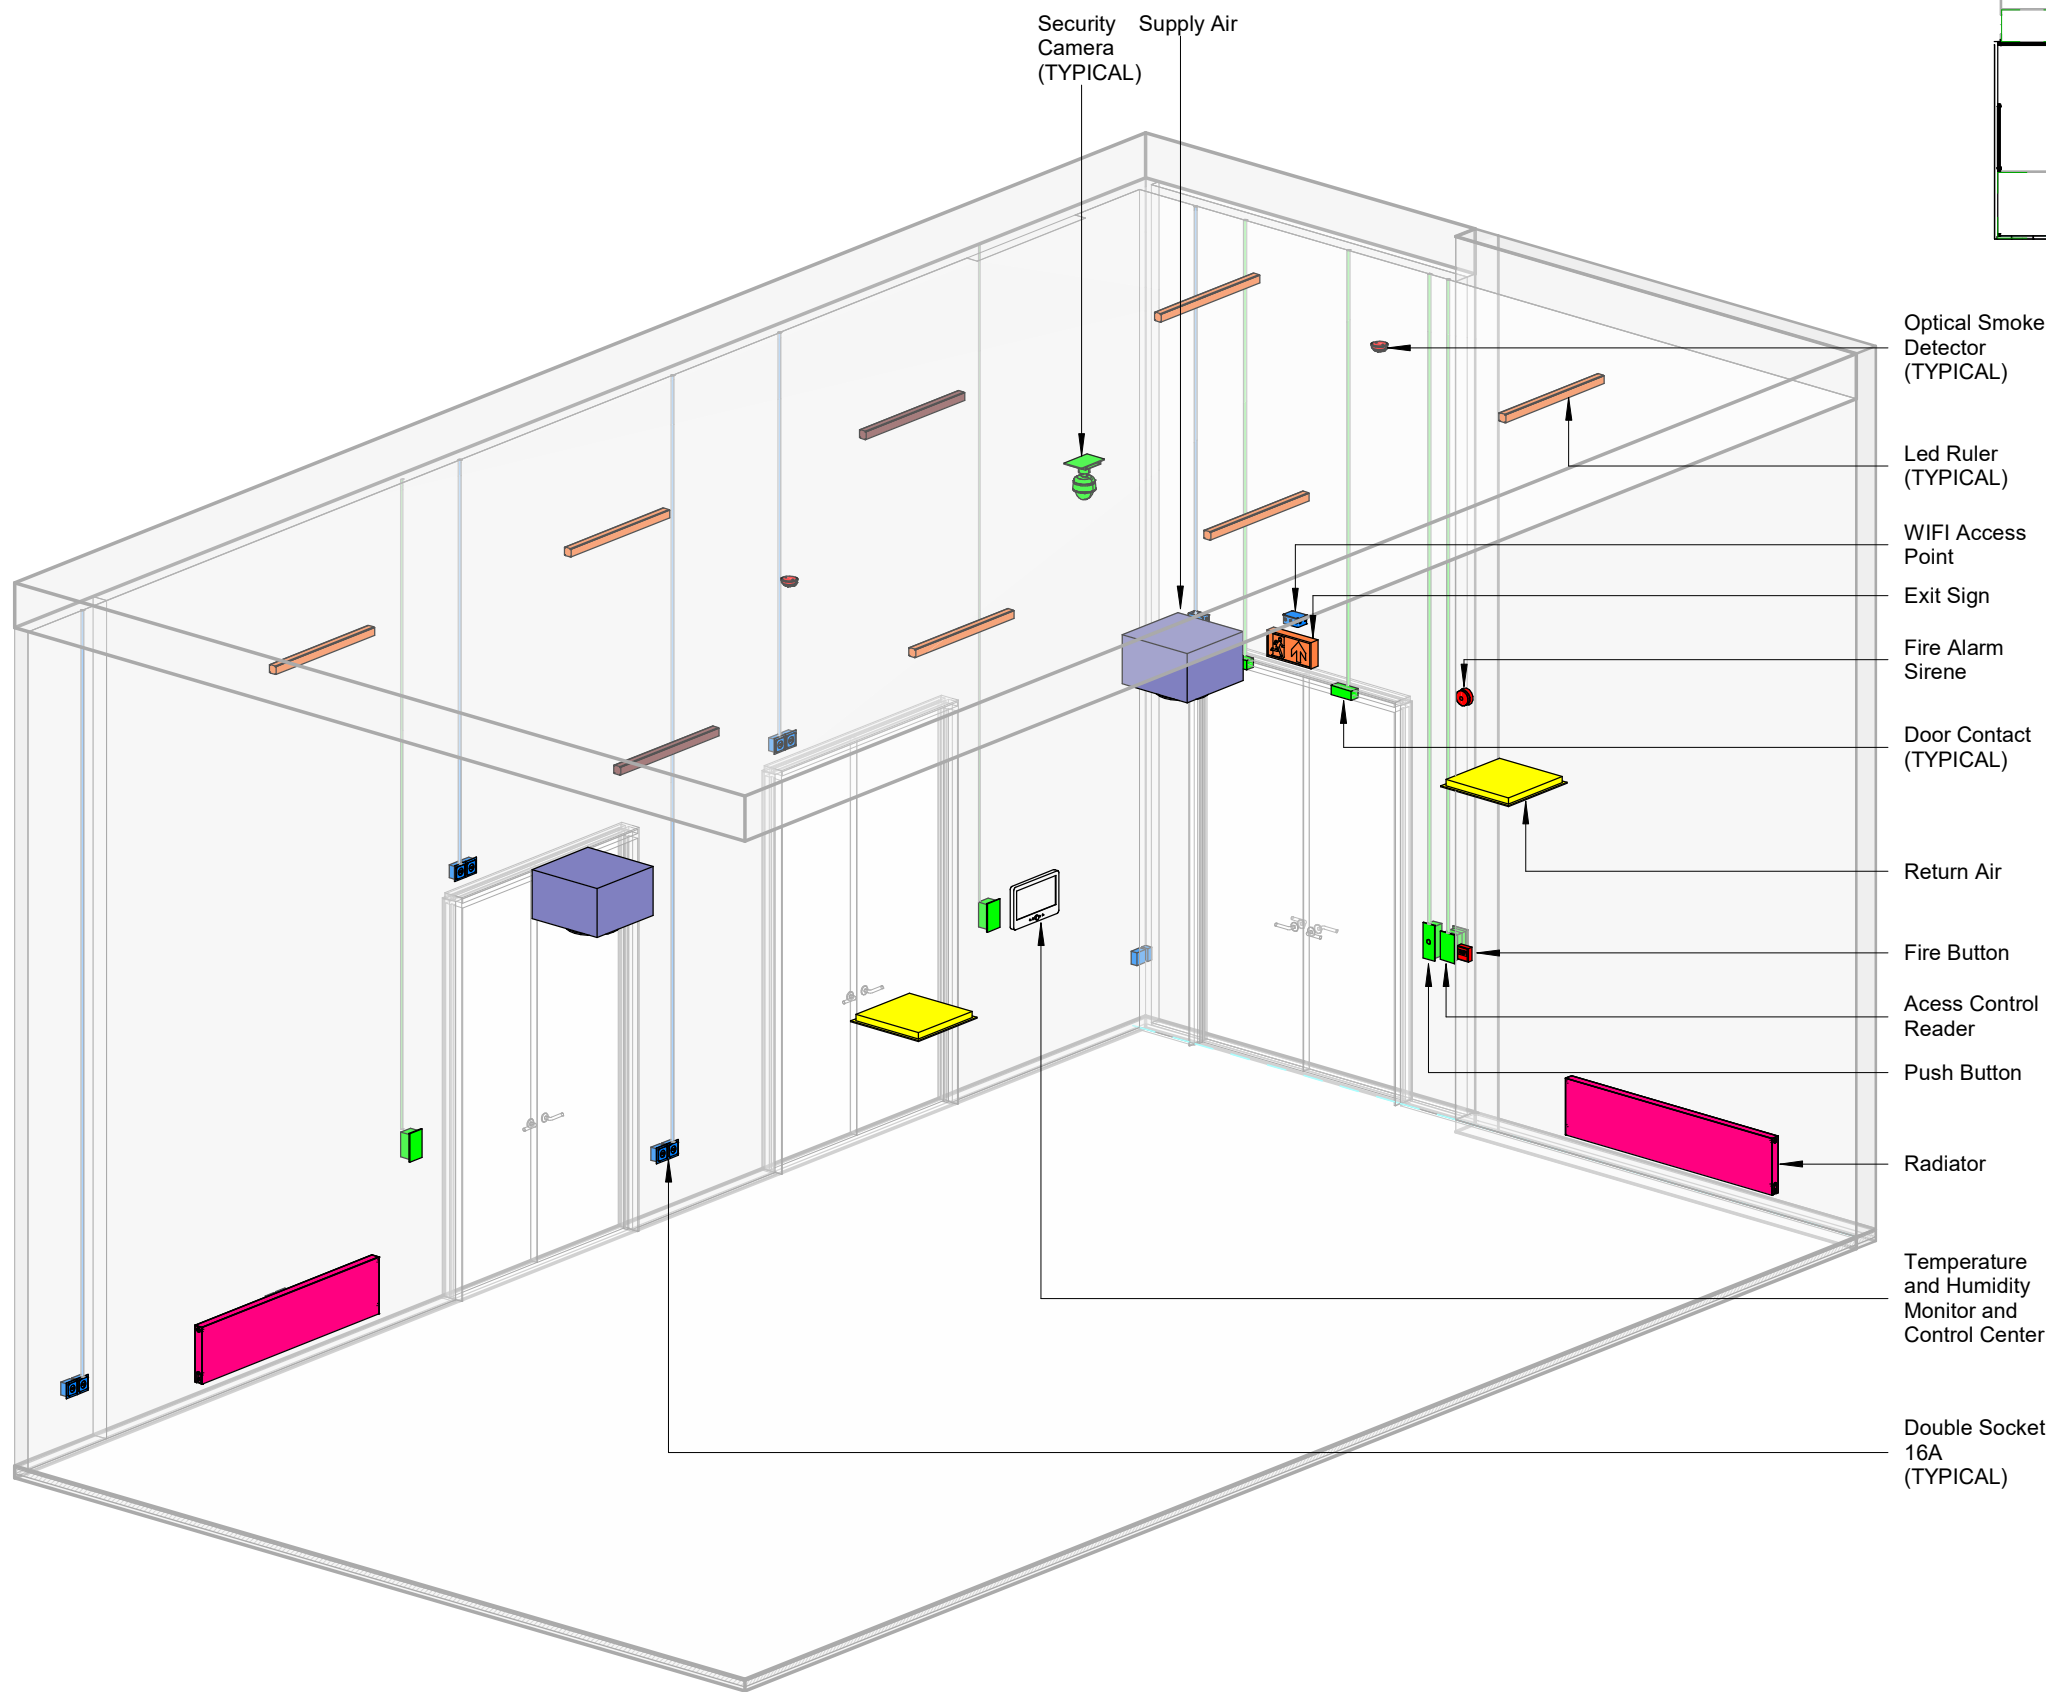 Security
Camera
(TYPICAL)
Supply Air
Optical Smoke
Detector
(TYPICAL)
Led Ruler
(TYPICAL)
WIFI Access
Point
Exit Sign
Fire Alarm
Sirene
Door Contact
(TYPICAL)
Return Air
Fire Button
Acess Control
Reader
Push Button
Radiator
Temperature
and Humidity
Monitor and
Control Center
Double Socket
16A
(TYPICAL)